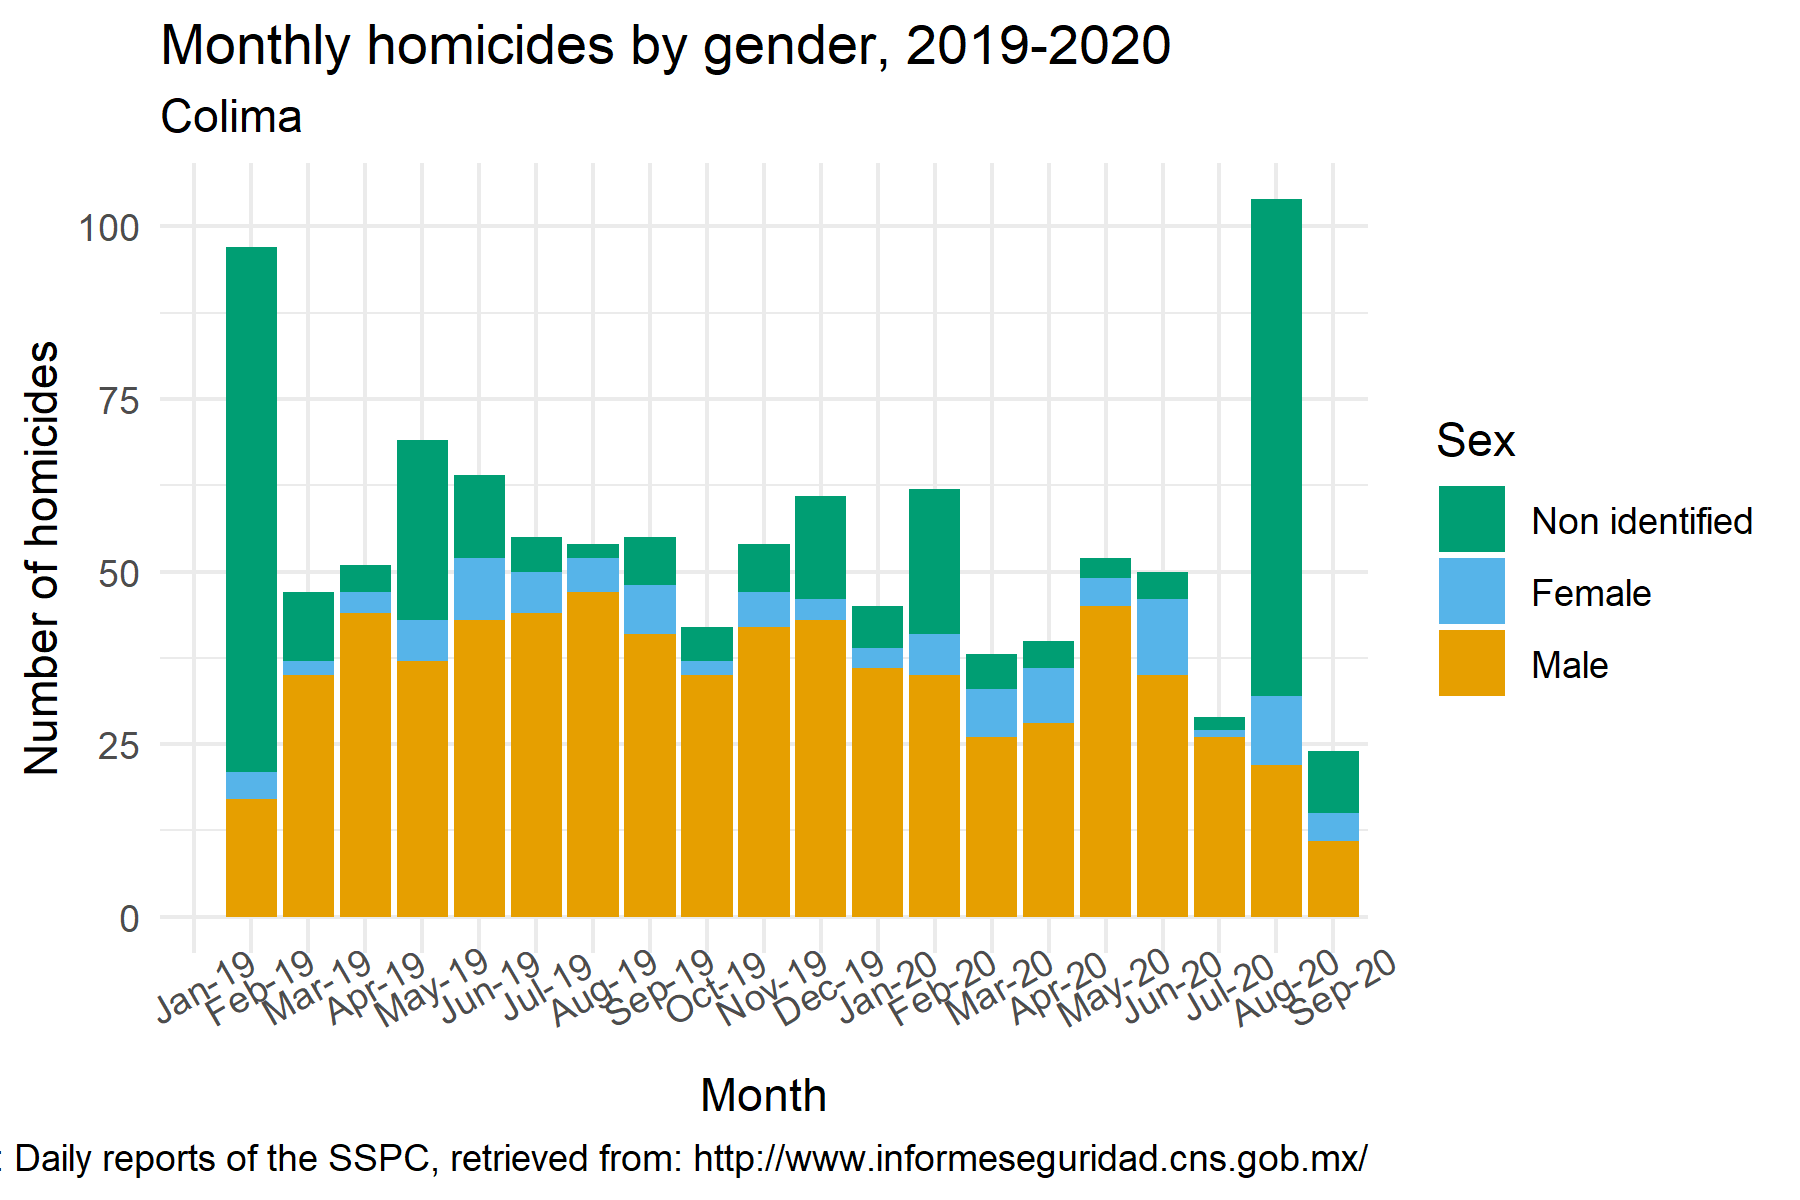 Monthly homicides by gender, 2019-2020
Colima
Number of homicides
100
75
50
25
0
Jan-19
Feb-19
Mar-19
Apr-19
May-19
Jun-19
Jul-19
Aug-19
Sep-19
Oct-19
Nov-19
Dec-19
Jan-20
Feb-20
Mar-20
Apr-20
May-20
Jun-20
Jul-20
Aug-20
Sep-20
Month
Sex
Non identified
Female
Male
: Daily reports of the SSPC, retrieved from: http://www.informeseguridad.cns.gob.mx/